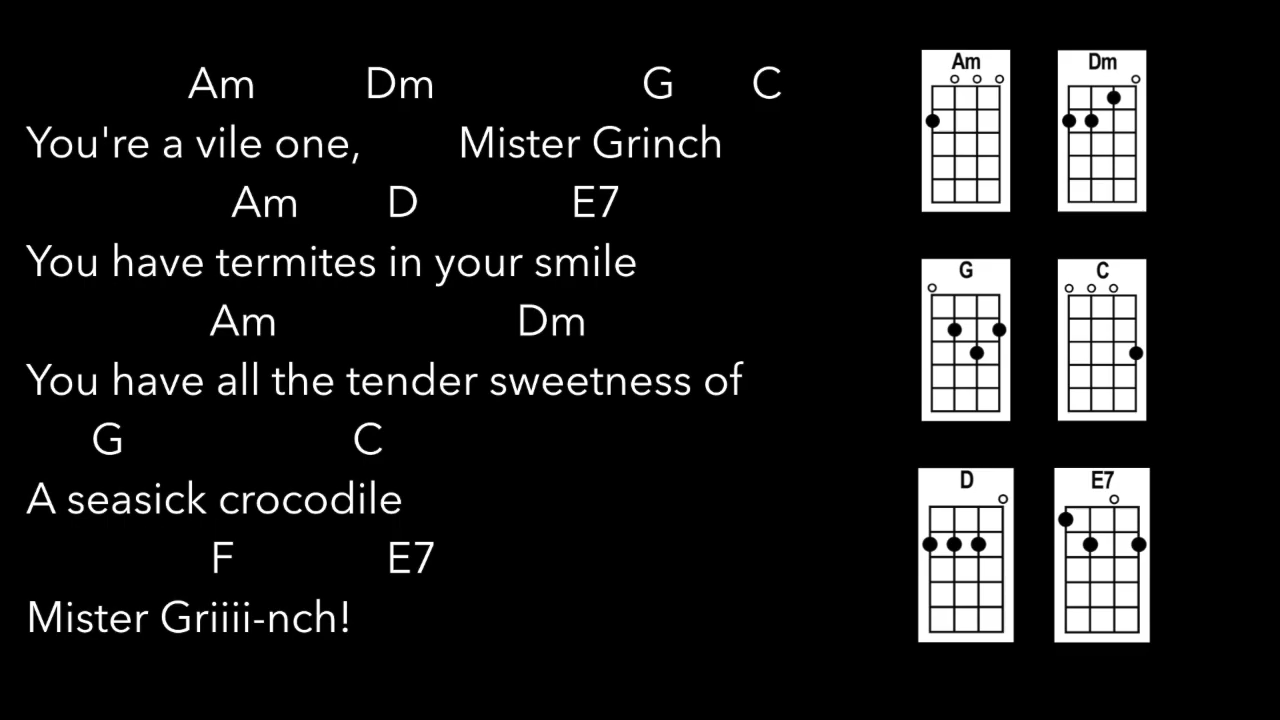 Am Dm G C
You're a vile one, Mister Grinch
Am D E7
You have termites in your smile
Am Dm
You have all the tender sweetness of
G C
A seasick crocodile
F E7
Mister Griiii-nch!
Am Dm
G C
D E7